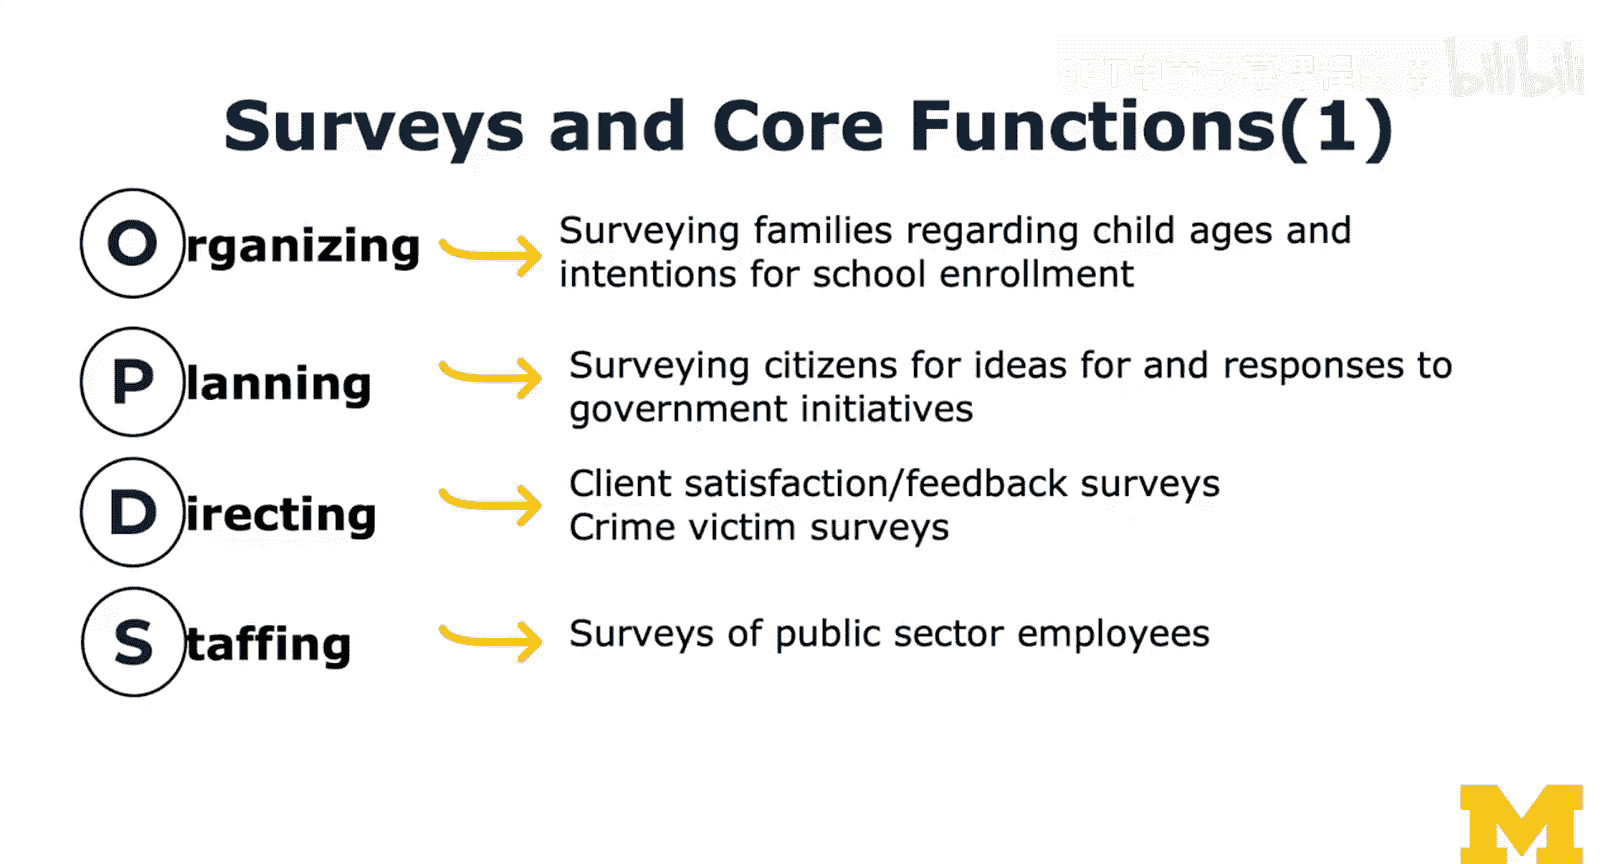 bilibili
Surveys and Core Functions(1)
Organizing
Surveying families regarding child ages and
intentions for school enrollment
Planning
Surveying citizens for ideas for and responses to
government initiatives
Directing
Client satisfaction/feedback surveys
Crime victim surveys
Staffing
Surveys of public sector employees
M